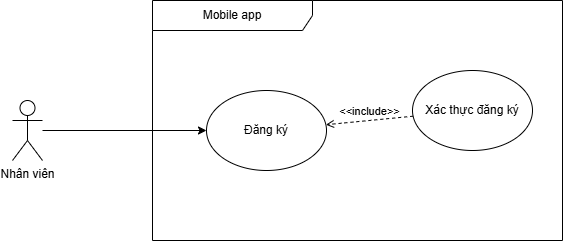 Mobile app
<<include>>
Xác thực đăng ký
Đăng ký
Nhân viên